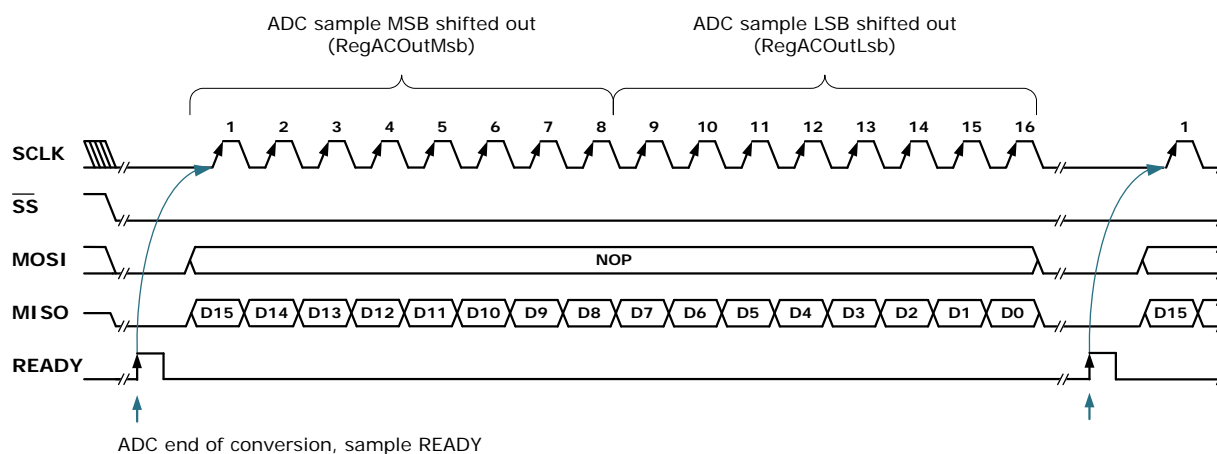 ADC sample MSB shifted out
(RegACOutMsb)
ADC sample LSB shifted out
(RegACOutLsb)
1 2 3 4 5 6 7 8 9 10 11 12 13 14 15 16 1
SCLK
SS
MOSI NOP
MISO D15 D14 D13 D12 D11 D10 D9 D8 D7 D6 D5 D4 D3 D2 D1 D0 D15
READY
ADC end of conversion, sample READY